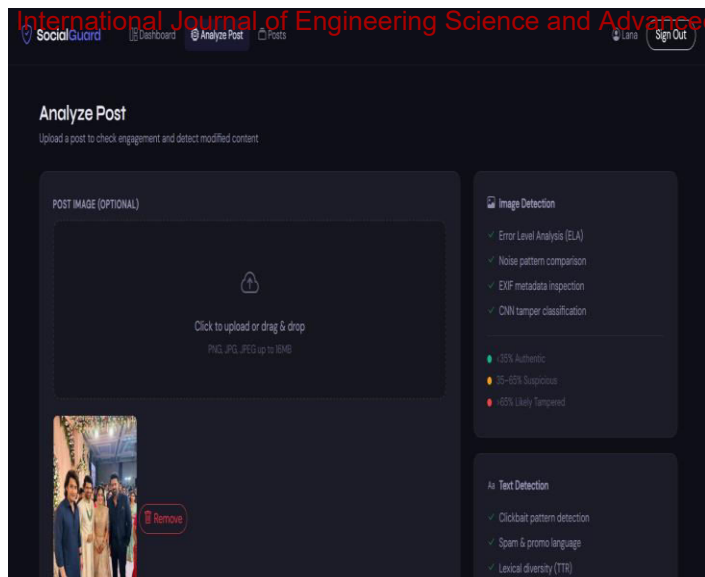 International Journal of Engineering Science and Advance
SocialGuard Dashboard Analyze Post Posts Lana Sign Out
Analyze Post
Upload a post to check engagement and detect modified content
POST IMAGE (OPTIONAL)
Click to upload or drag & drop
PNG, JPG, JPEG up to 16MB
Remove
Image Detection
Error Level Analysis (ELA)
Noise pattern comparison
EXIF metadata inspection
CNN tamper classification
<35% Authentic
35–65% Suspicious
>65% Likely Tampered
Aa Text Detection
Clickbait pattern detection
Spam & promo language
Lexical diversity (TTR)